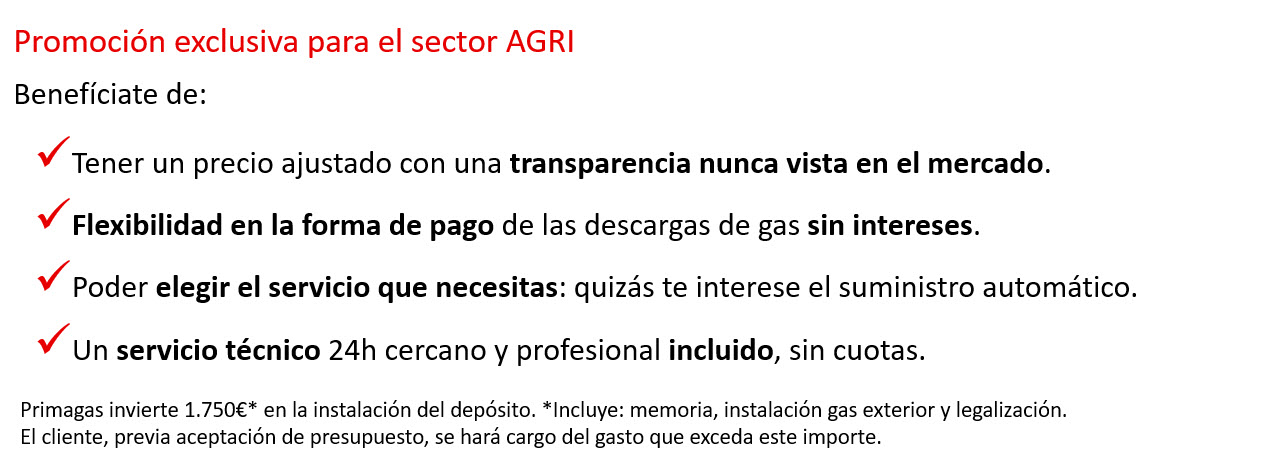 Promoción exclusiva para el sector AGRI
Benefíciate de:
Tener un precio ajustado con una transparencia nunca vista en el mercado.
Flexibilidad en la forma de pago de las descargas de gas sin intereses.
Poder elegir el servicio que necesitas: quizás te interese el suministro automático.
Un servicio técnico 24h cercano y profesional incluido, sin cuotas.
Primagas invierte 1.750€* en la instalación del depósito. *Incluye: memoria, instalación gas exterior y legalización.
El cliente, previa aceptación de presupuesto, se hará cargo del gasto que exceda este importe.